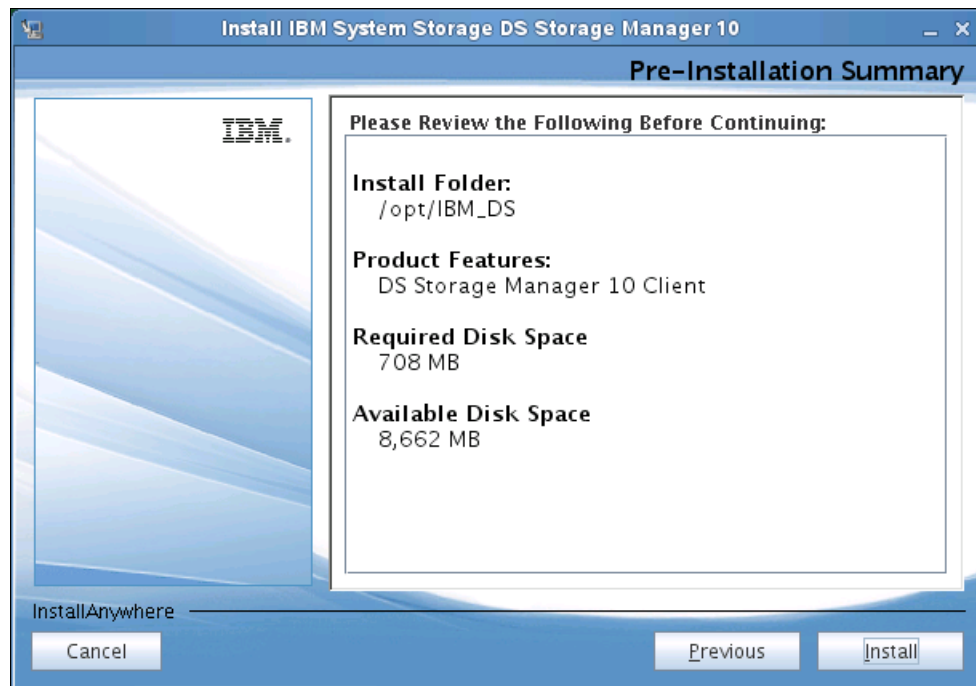 Install IBM System Storage DS Storage Manager 10
Pre-Installation Summary
IBM.
Please Review the Following Before Continuing:
Install Folder:
/opt/IBM_DS
Product Features:
DS Storage Manager 10 Client
Required Disk Space
708 MB
Available Disk Space
8,662 MB
InstallAnywhere
Cancel
Previous
Install